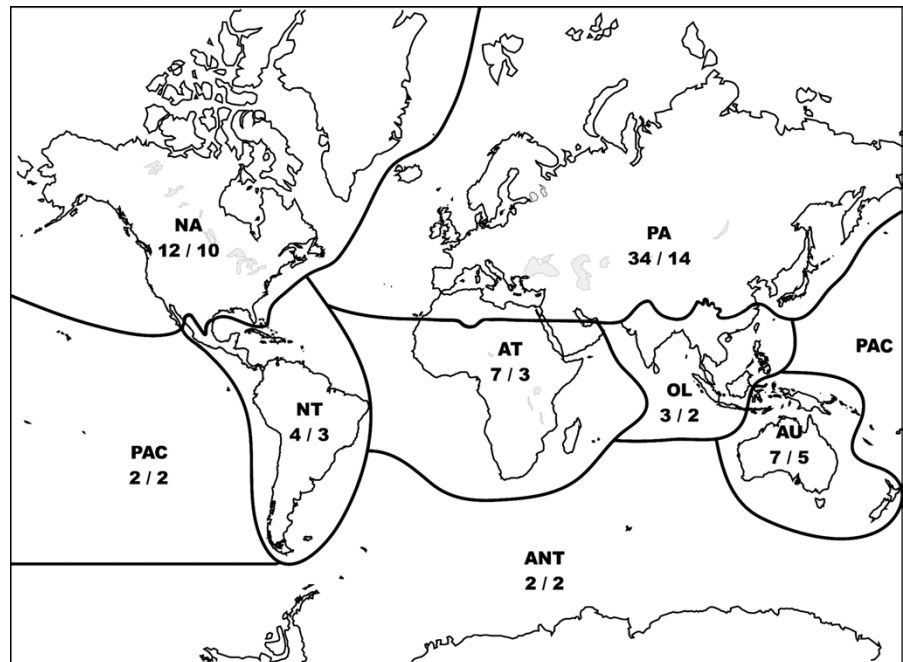 NA
12 / 10
PA
34 / 14
PAC
AT
7 / 3
OL
3 / 2
NT
4 / 3
AU
7 / 5
PAC
2 / 2
ANT
2 / 2